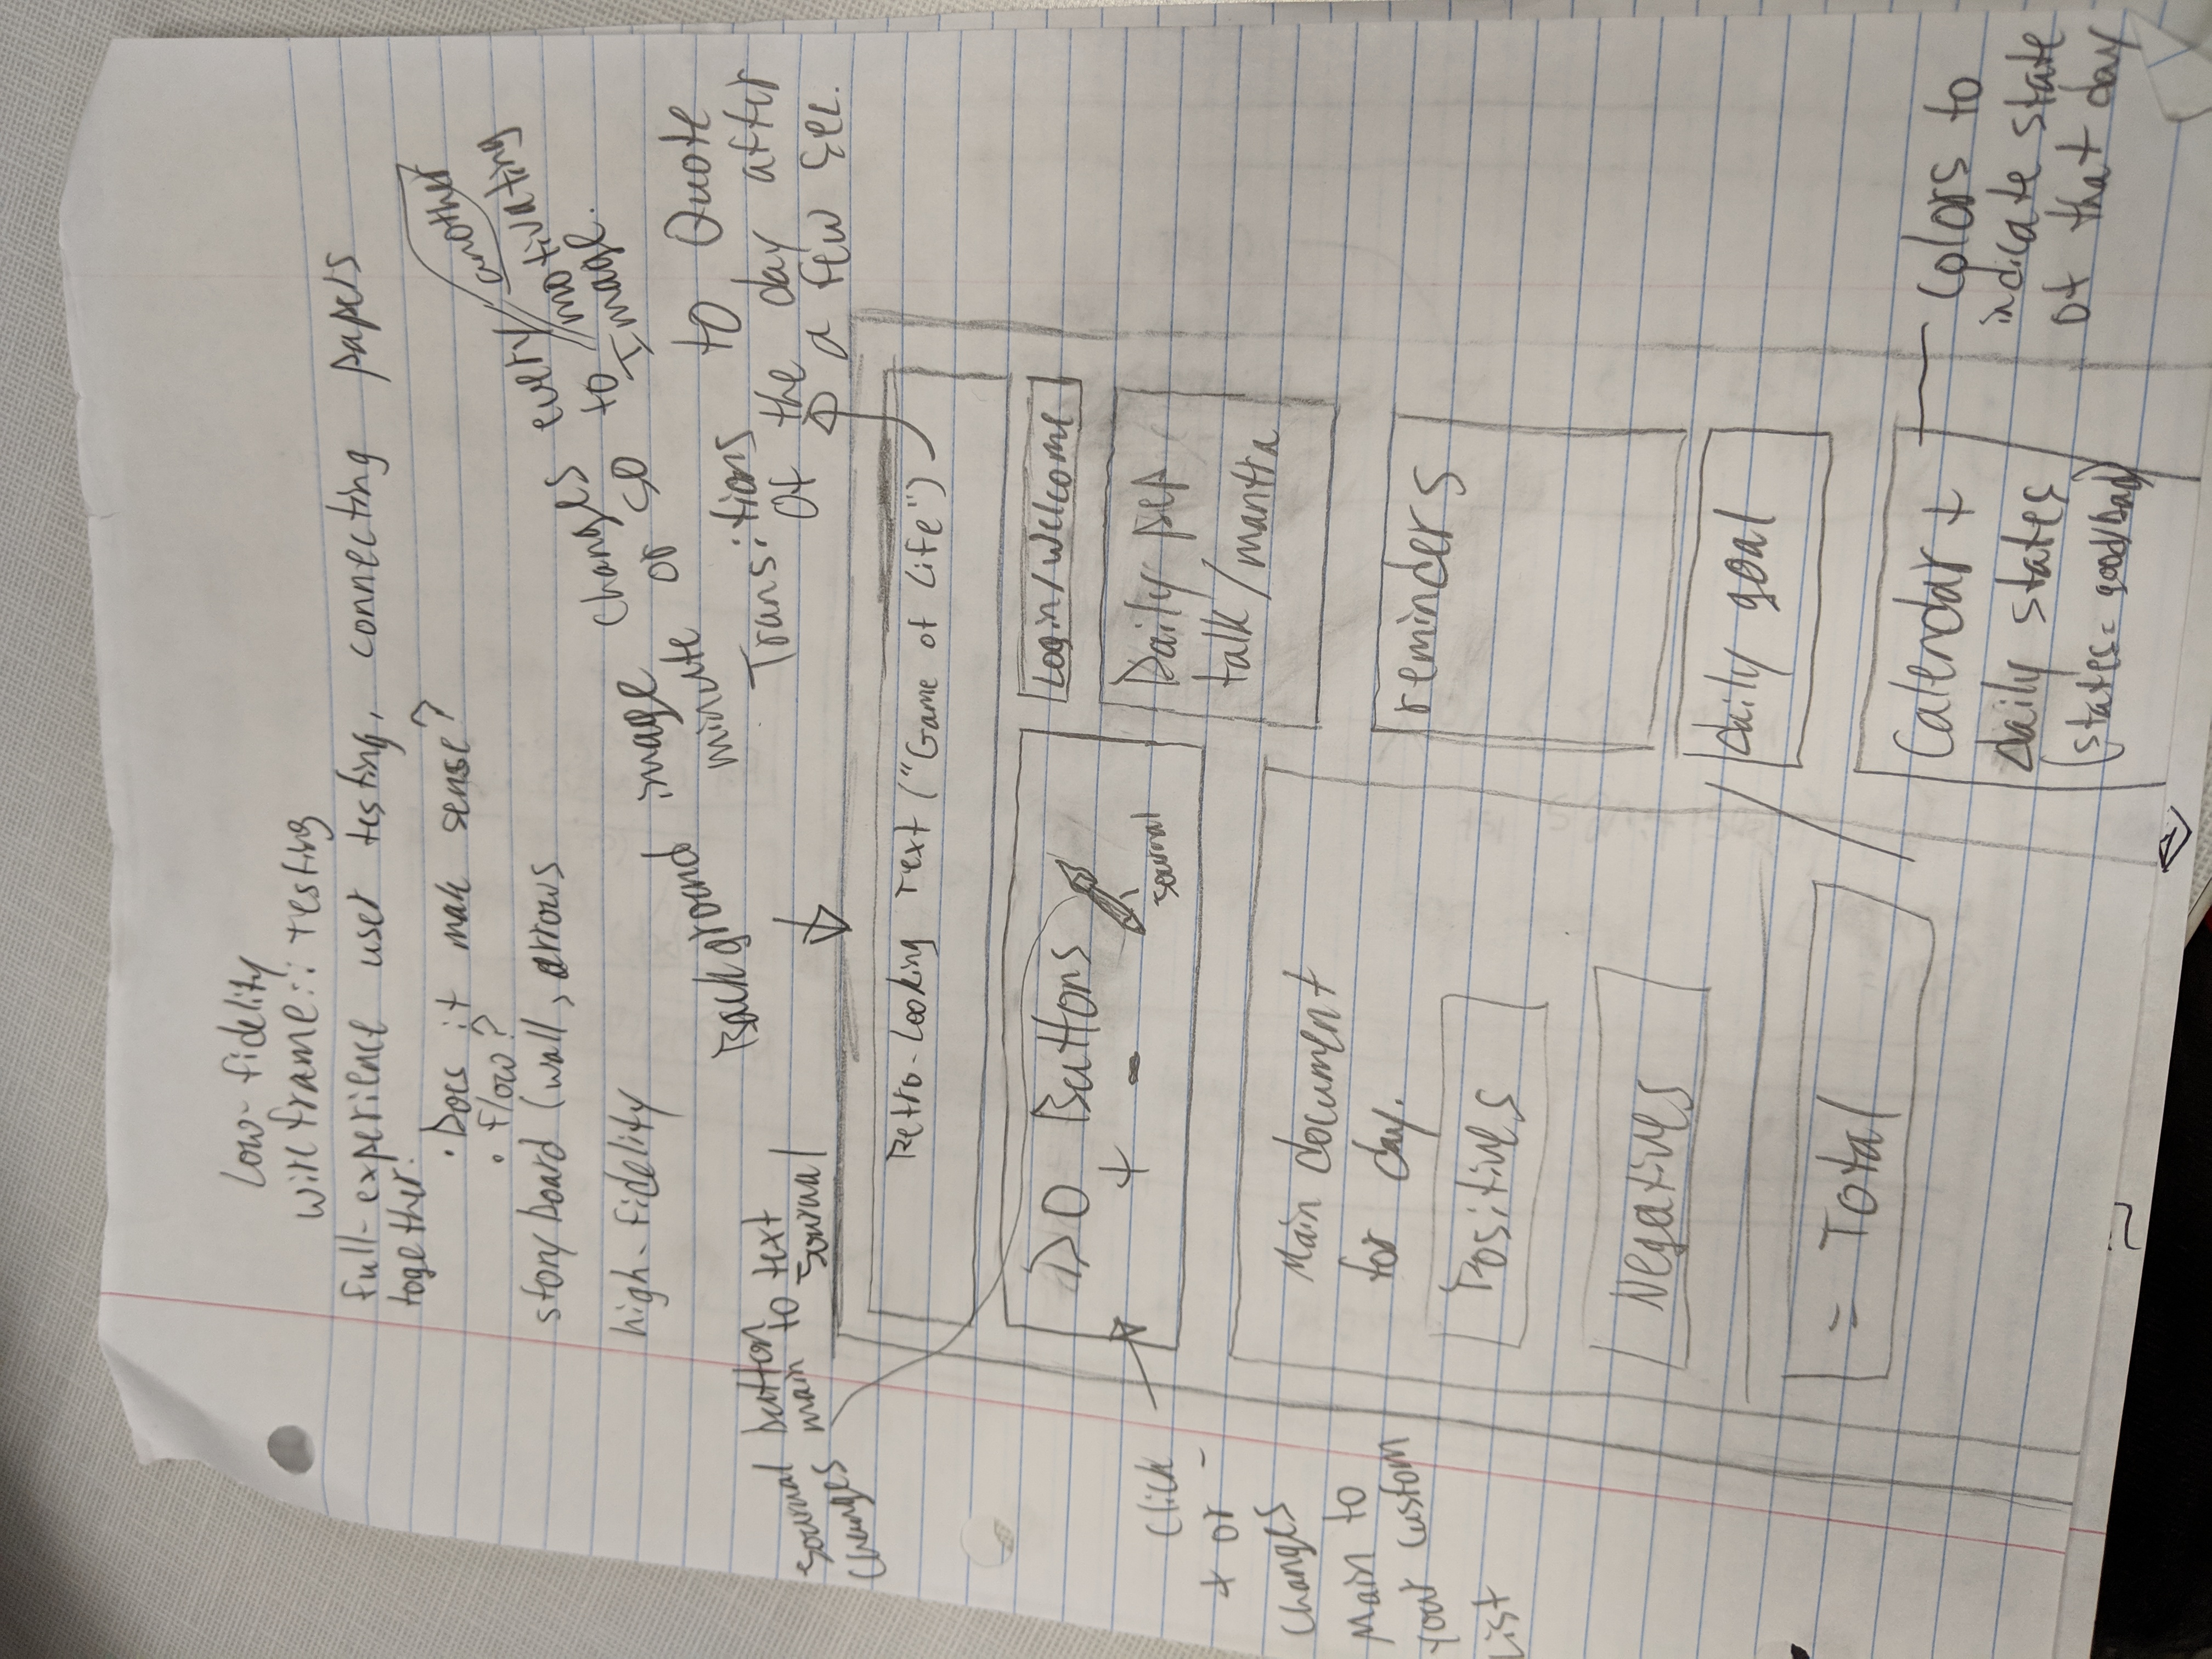 Low-fidelity
wireframe:: testing
full-experience user testing, connecting papers
together.
• Does it make sense?
• flow?
storyboard (wall, arrows
high-fidelity
Background image changes every
minute or so to another
motivating
Image.
Transitions to Quote
of the day after
a few sec.
Journal button
changes main to text
Journal
Retro-Looking Text ("Game of Life")
DO Buttons
+ -
Journal
Login/Welcome
Daily pep
talk/mantra
Click
+ or -
Changes
Main to
your custom
List
Main document
for day.
Positives
Negatives
= Total
reminders
daily goal
Calendar +
daily states
(states= good/bad)
Colors to
indicate state
of that day